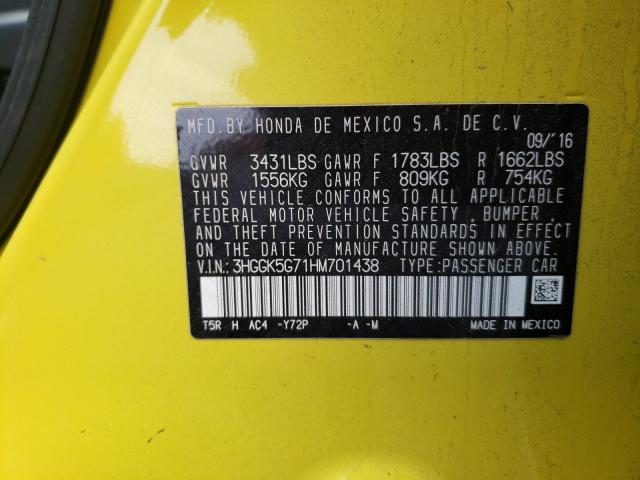 MFD.BY HONDA DE MEXICO S.A. DE C.V.
09/'16
GVWR 3431LBS GAWR F 1783LBS R 1662LBS
GVWR 1556KG GAWR F 809KG R 754KG
THIS VEHICLE CONFORMS TO ALL APPLICABLE
FEDERAL MOTOR VEHICLE SAFETY , BUMPER ,
AND THEFT PREVENTION STANDARDS IN EFFECT
ON THE DATE OF MANUFACTURE SHOWN ABOVE.
V.I.N.:3HGGK5G71HM701438 TYPE:PASSENGER CAR
T5R H AC4 -Y72P -A -M MADE IN MEXICO